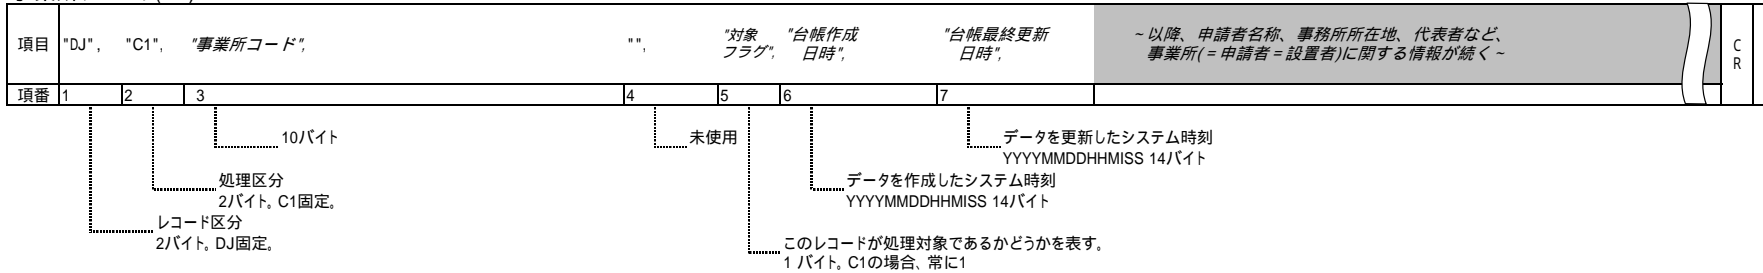 項目 "DJ", "C1", "事業所コード", "", "対象 "台帳作成 "台帳最終更新 ~以降、申請者名称、事務所所在地、代表者など、
フラグ", 日時", 日時", 事業所(=申請者=設置者)に関する情報が続く~
C
R
項番 1 2 3 4 5 6 7
10バイト 未使用 データを更新したシステム時刻
YYYYMMDDHHMISS 14バイト
処理区分 データを作成したシステム時刻
2バイト。C1固定。 YYYYMMDDHHMISS 14バイト
レコード区分
2バイト。DJ固定。 このレコードが処理対象であるかどうかを表す。
1 バイト。C1の場合、常に1